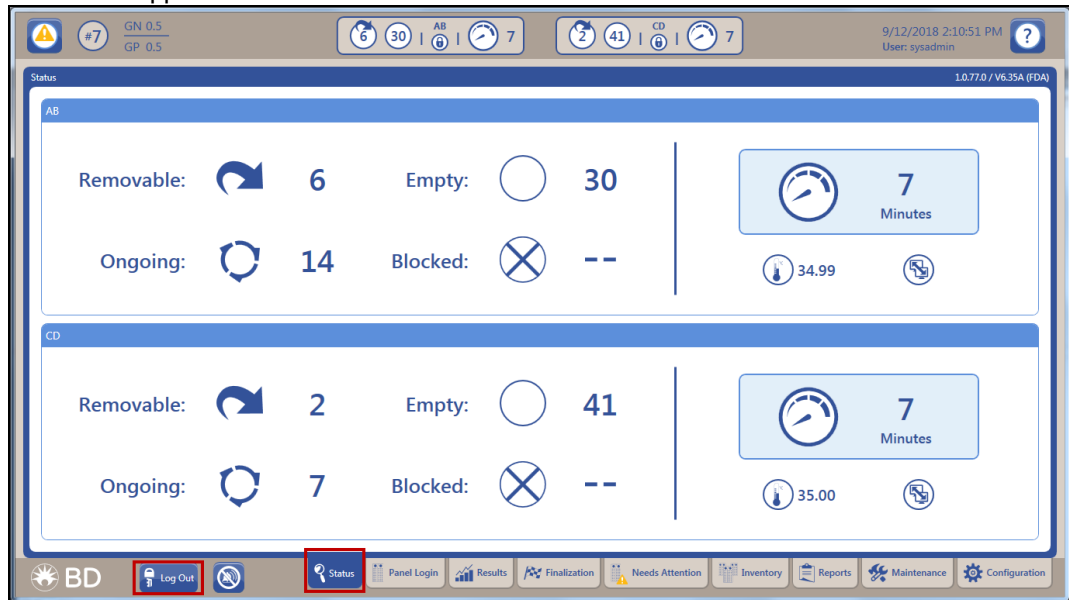 #7
GN 0.5
GP 0.5
6 30 | AB | 7
2 41 | CD | 7
9/12/2018 2:10:51 PM
User: sysadmin
?
Status
1.0.77.0 / V6.35A (FDA)
AB
Removable: 6 Empty: 30
7
Minutes
Ongoing: 14 Blocked: --
34.99
CD
Removable: 2 Empty: 41
7
Minutes
Ongoing: 7 Blocked: --
35.00
BD Log Out Status Panel Login Results Finalization Needs Attention Inventory Reports Maintenance Configuration